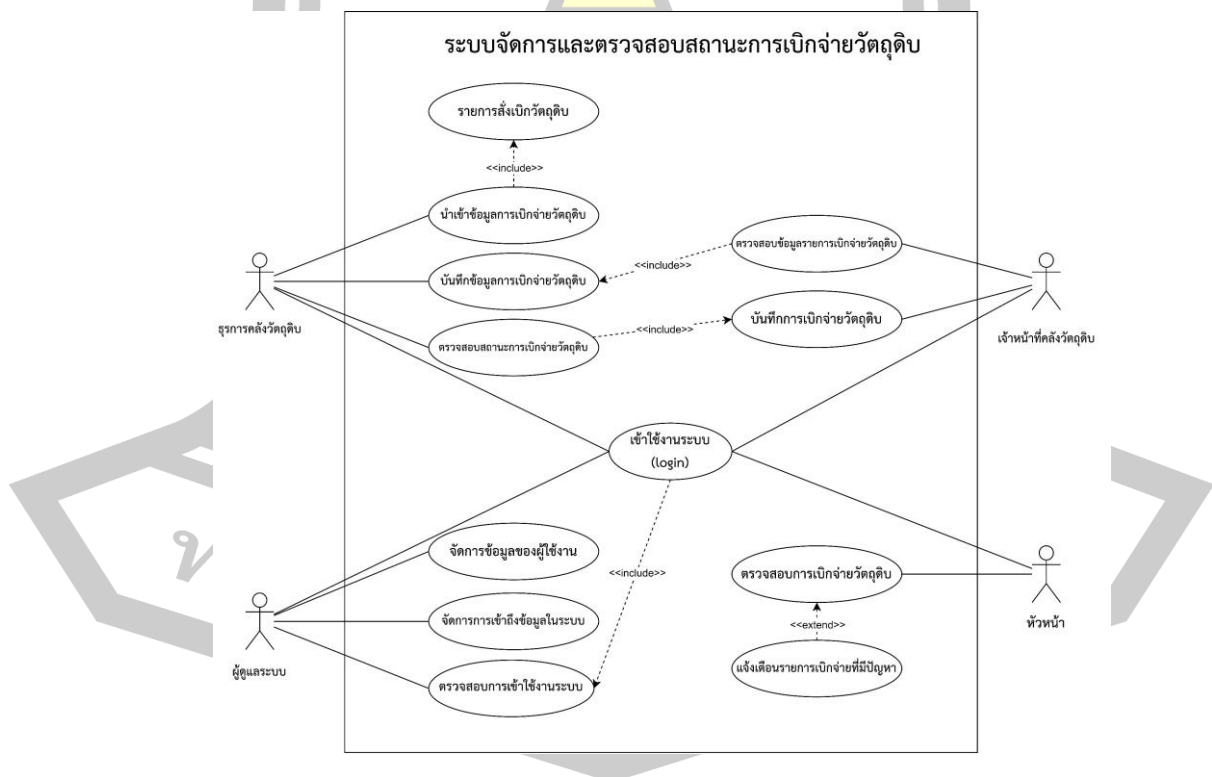 ระบบจัดการและตรวจสอบสถานะการเบิกจ่ายวัตถุดิบ
รายการสั่งเบิกวัตถุดิบ
<<include>>
นำเข้าข้อมูลการเบิกจ่ายวัตถุดิบ
ตรวจสอบข้อมูลรายการเบิกจ่ายวัตถุดิบ
<<include>>
บันทึกข้อมูลการเบิกจ่ายวัตถุดิบ
ธุรการคลังวัตถุดิบ
บันทึกการเบิกจ่ายวัตถุดิบ
<<include>>
เจ้าหน้าที่คลังวัตถุดิบ
ตรวจสอบสถานะการเบิกจ่ายวัตถุดิบ
เข้าใช้งานระบบ
(login)
จัดการข้อมูลของผู้ใช้งาน
<<include>>
ตรวจสอบการเบิกจ่ายวัตถุดิบ
จัดการการเข้าถึงข้อมูลในระบบ
<<extend>>
หัวหน้า
ผู้ดูแลระบบ
แจ้งเตือนรายการเบิกจ่ายที่มีปัญหา
ตรวจสอบการเข้าใช้งานระบบ